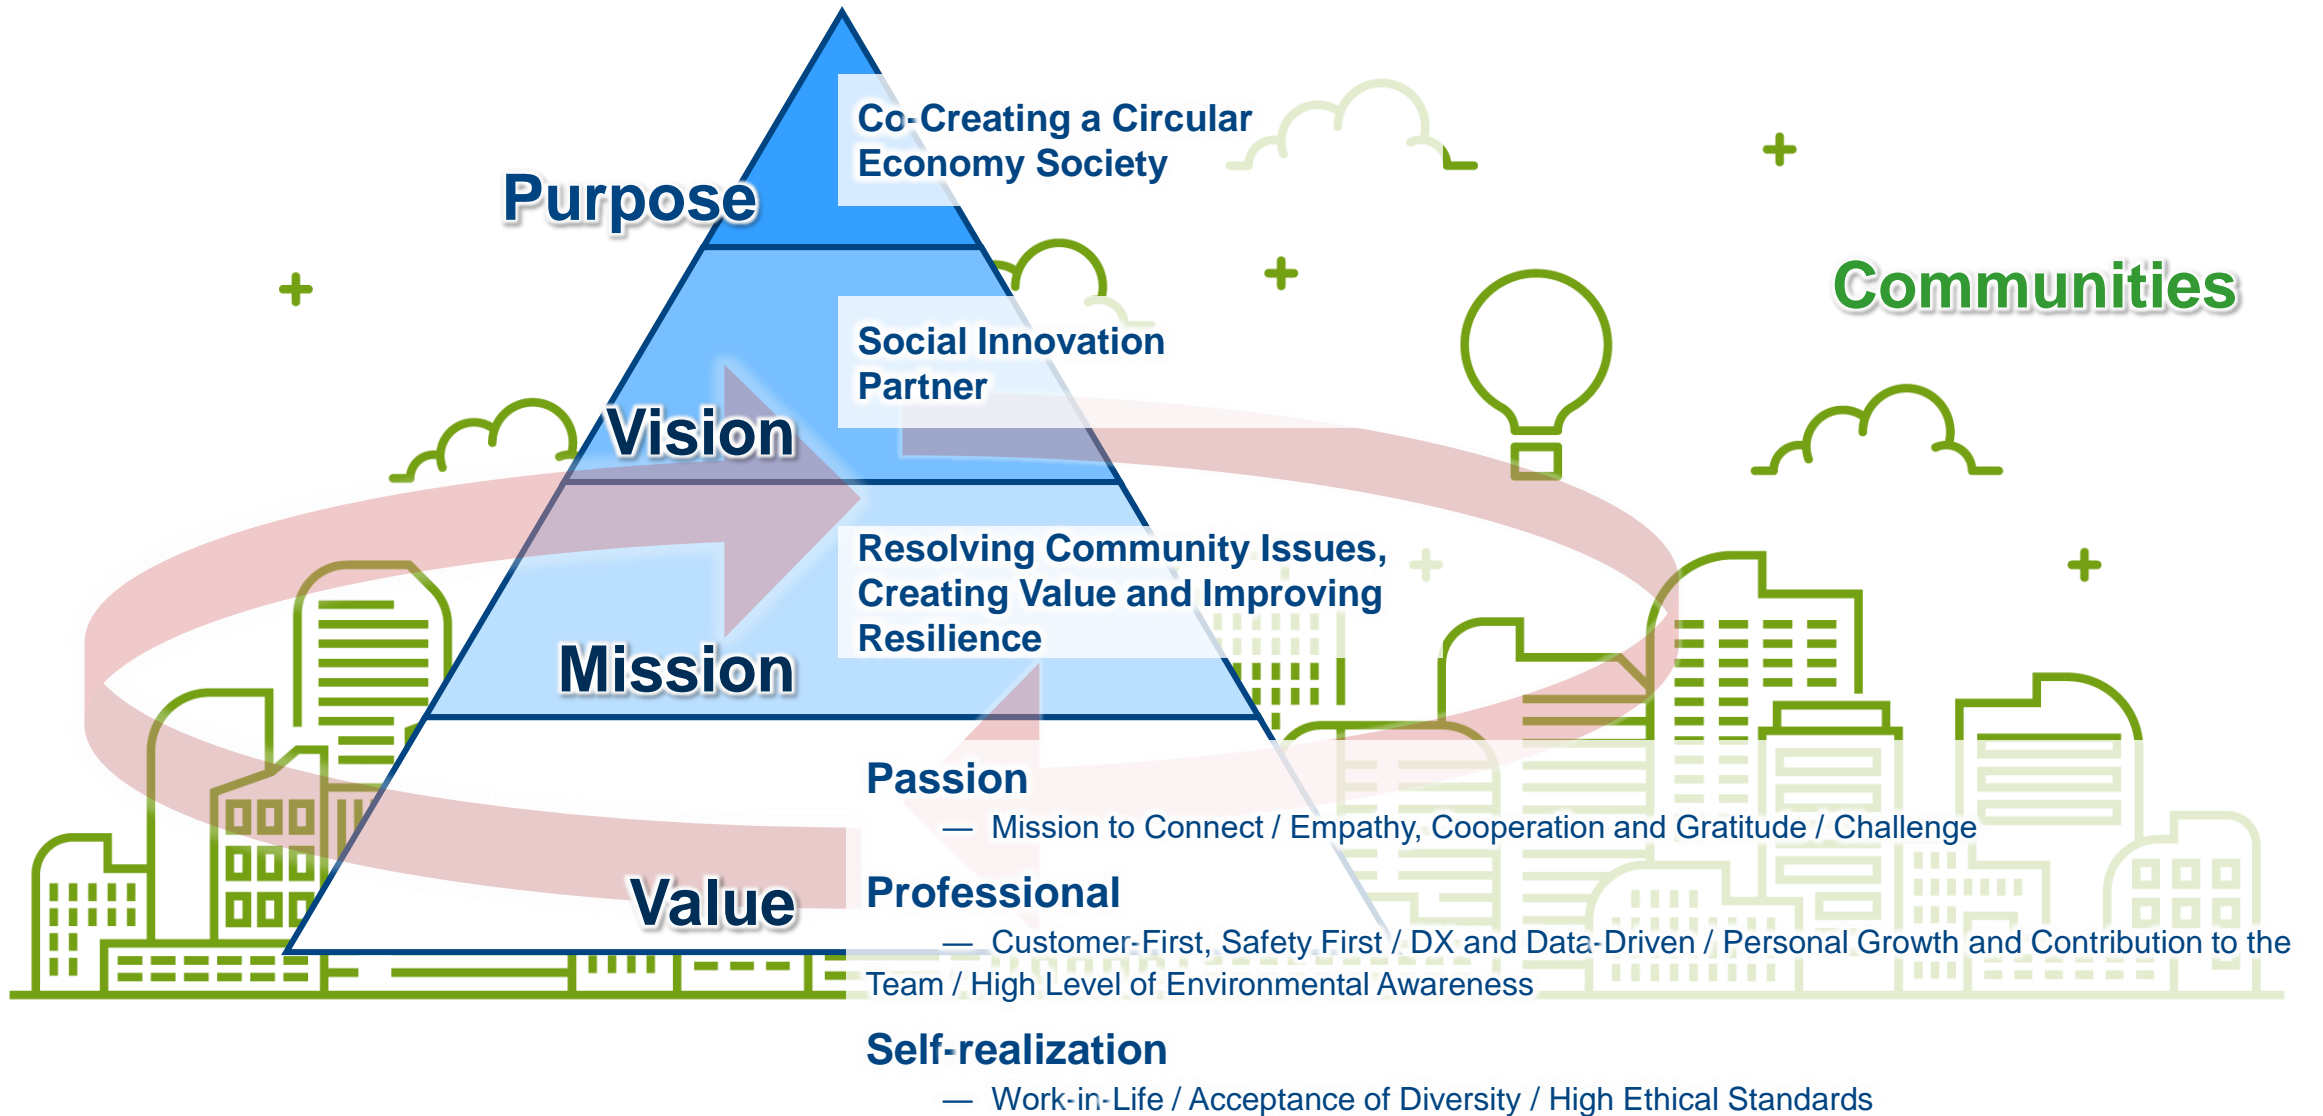 Purpose
Co-Creating a Circular
Economy Society
Communities
Vision
Social Innovation
Partner
Mission
Resolving Community Issues,
Creating Value and Improving
Resilience
Value
Passion
— Mission to Connect / Empathy, Cooperation and Gratitude / Challenge
Professional
— Customer-First, Safety First / DX and Data-Driven / Personal Growth and Contribution to the
Team / High Level of Environmental Awareness
Self-realization
— Work-in-Life / Acceptance of Diversity / High Ethical Standards